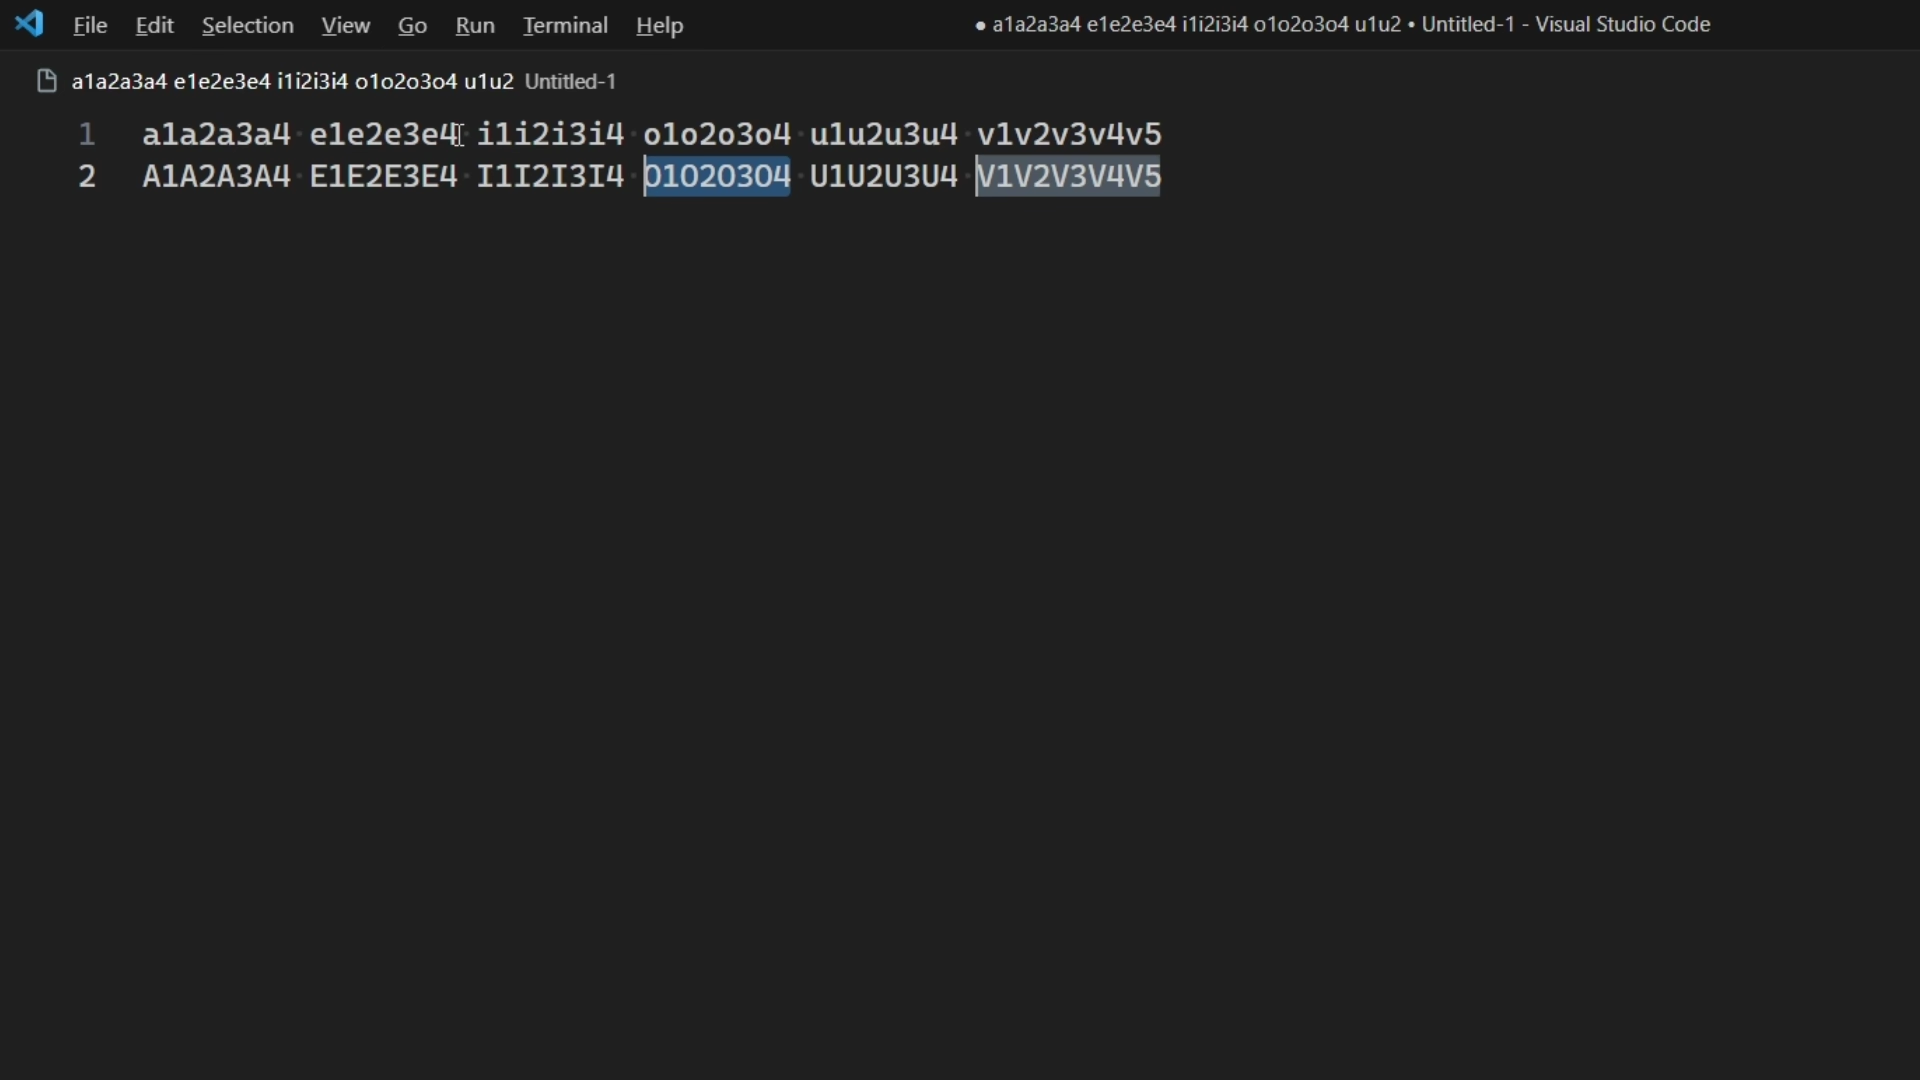 File Edit Selection View Go Run Terminal Help ● a1a2a3a4 e1e2e3e4 i1i2i3i4 o1o2o3o4 u1u2 • Untitled-1 - Visual Studio Code
a1a2a3a4 e1e2e3e4 i1i2i3i4 o1o2o3o4 u1u2 Untitled-1
1 a1a2a3a4 e1e2e3e4 i1i2i3i4 o1o2o3o4 u1u2u3u4 v1v2v3v4v5
2 A1A2A3A4 E1E2E3E4 I1I2I3I4 O1O2O3O4 U1U2U3U4 V1V2V3V4V5